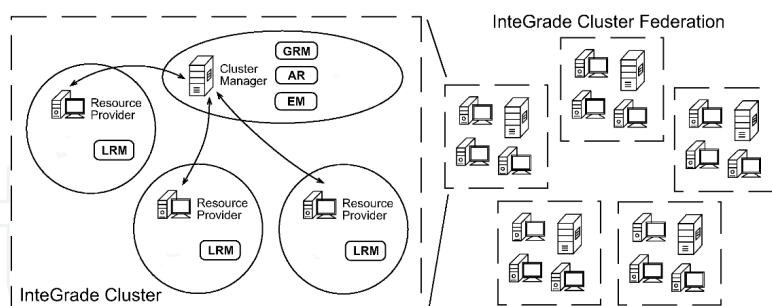 InteGrade Cluster Federation
GRM
Cluster
Manager
AR
EM
Resource
Provider
LRM
Resource
Provider
LRM
Resource
Provider
LRM
InteGrade Cluster